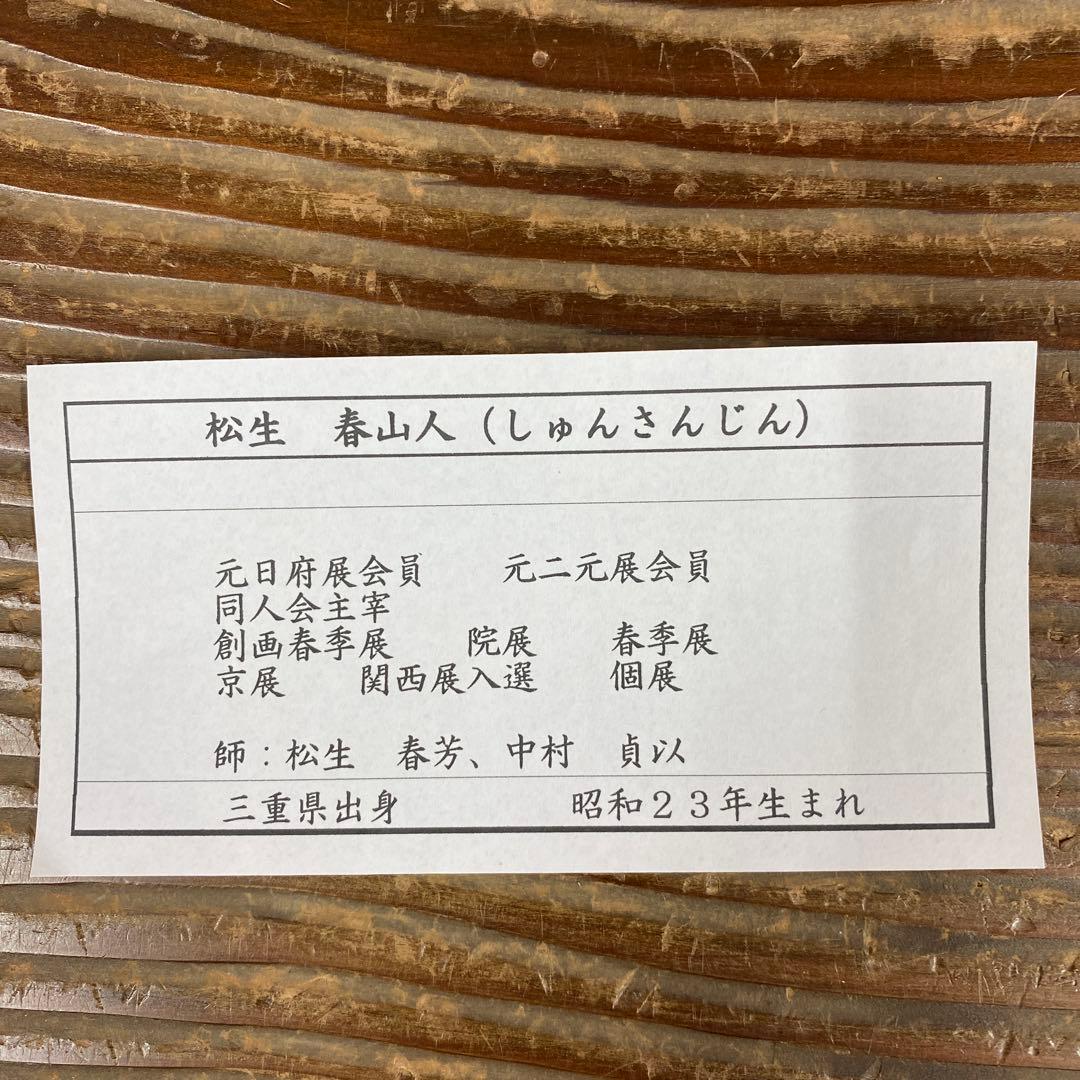 松生　春山人（しゅんさんじん）
元日府展会員　　元二元展会員
同人会主宰
創画春季展　　院展　　春季展
京展　　関西展入選　　個展
師：松生　春芳、中村　貞以
三重県出身　　昭和２３年生まれ